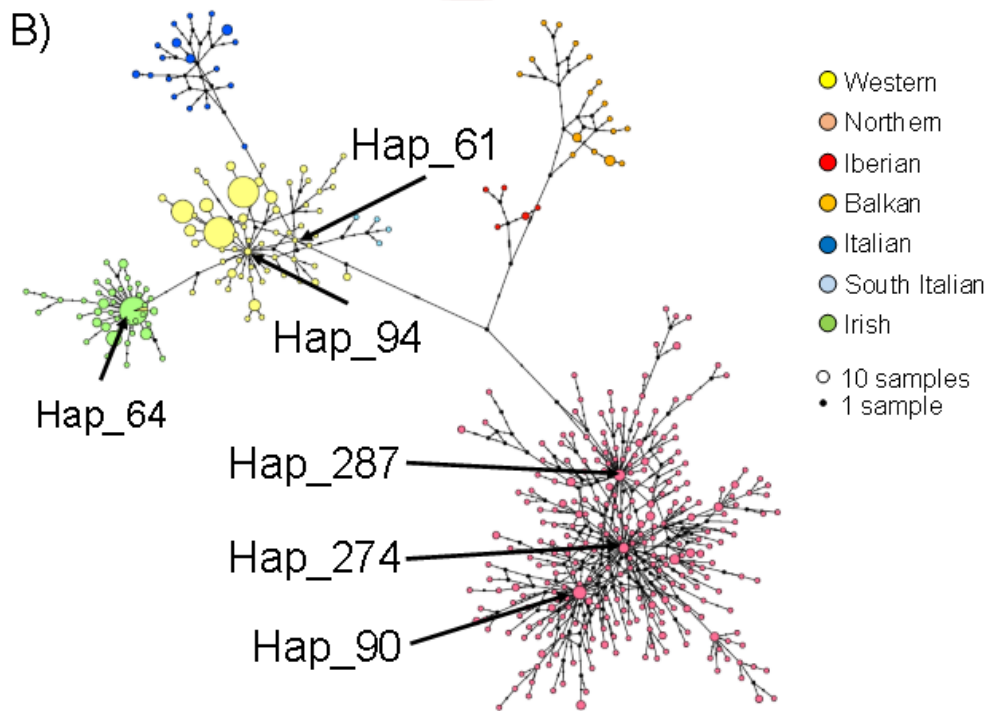 B)
Hap_61
Hap_94
Hap_64
Hap_287
Hap_274
Hap_90
Western
Northern
Iberian
Balkan
Italian
South Italian
Irish
10 samples
1 sample